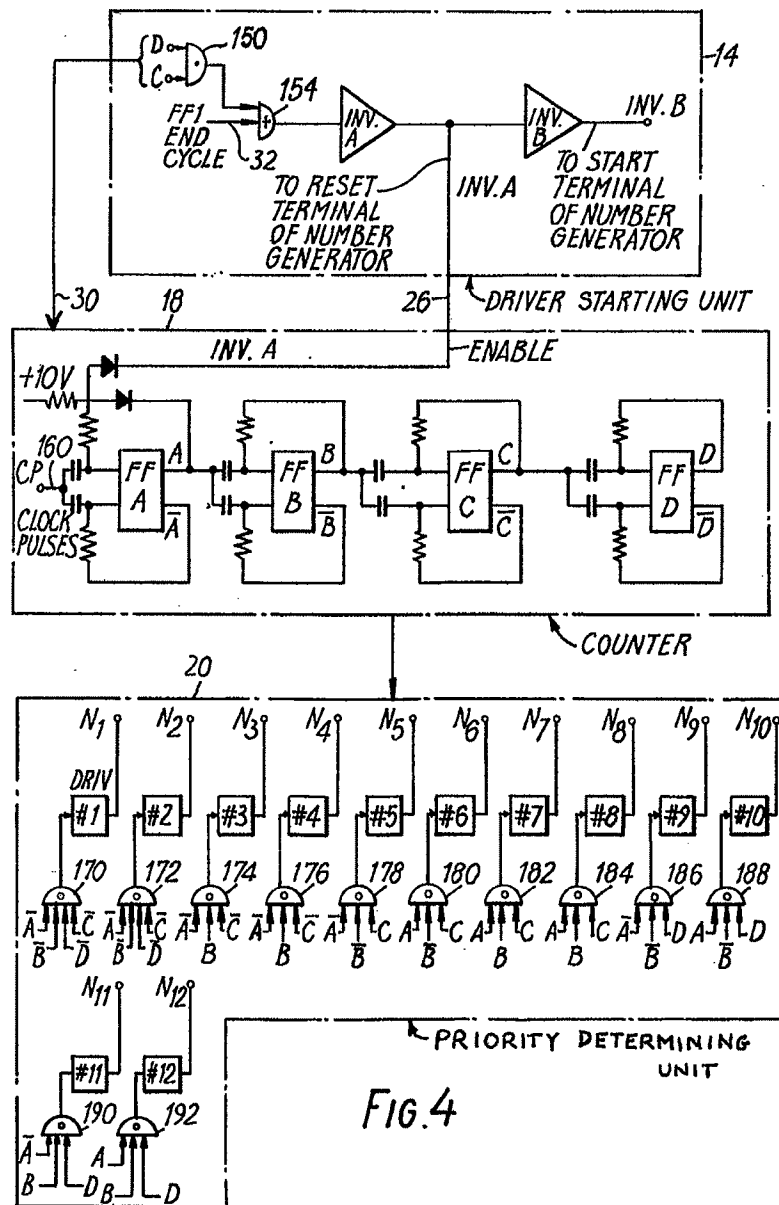 D
150
C
14
154
FF1
END
CYCLE
32
INV.
A
INV.
B
INV. B
TO RESET
TERMINAL
OF NUMBER
GENERATOR
INV. A
TO START
TERMINAL
OF NUMBER
GENERATOR
30
18
26
DRIVER STARTING UNIT
INV. A
ENABLE
+10V
160
C.P.
CLOCK
PULSES
FF
A
A
A̅
FF
B
B
B̅
FF
C
C
C̅
FF
D
D
D̅
COUNTER
20
N1 N2 N3 N4 N5 N6 N7 N8 N9 N10
DRIV
#1 #2 #3 #4 #5 #6 #7 #8 #9 #10
170 172 174 176 178 180 182 184 186 188
A̅ C̅ A̅ C̅ A̅ C̅ A̅ C̅ A̅ C A C A C A C A̅ D A D
B̅ D̅ B̅ D̅ B B B̅ B̅ B B B̅ B̅
N11 N12
PRIORITY DETERMINING
UNIT
#11 #12
190 192
A̅ A
B D B D
FIG.4